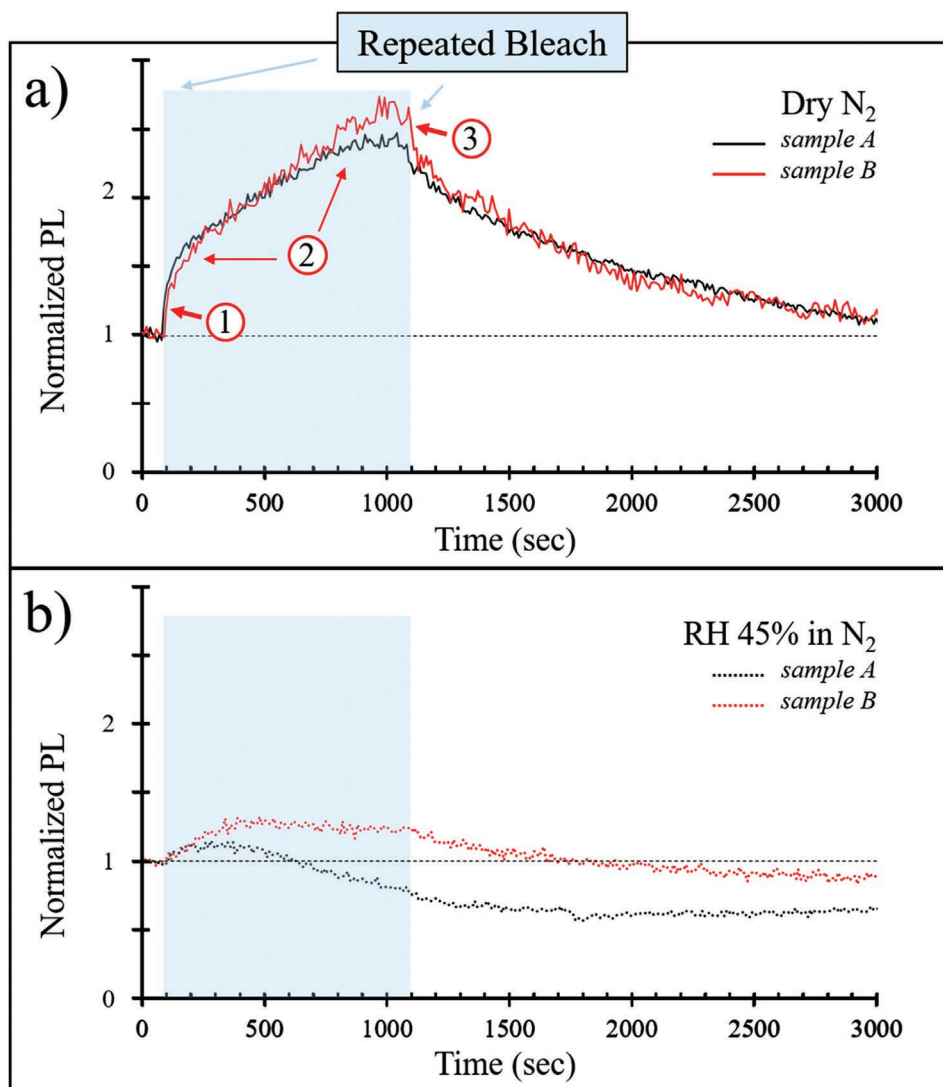 Repeated Bleach
a)
Dry N₂
sample A
sample B
3
2
1
Normalized PL
2
1
0
0 500 1000 1500 2000 2500 3000
Time (sec)
b)
RH 45% in N₂
sample A
sample B
Normalized PL
2
1
0
0 500 1000 1500 2000 2500 3000
Time (sec)